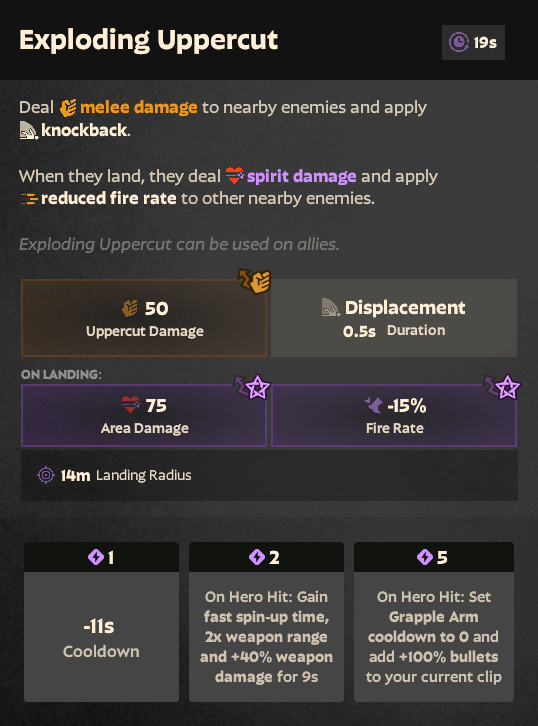 Exploding Uppercut
19s
Deal melee damage to nearby enemies and apply
knockback.
When they land, they deal spirit damage and apply
reduced fire rate to other nearby enemies.
Exploding Uppercut can be used on allies.
50
Uppercut Damage
Displacement
0.5s Duration
ON LANDING:
75
Area Damage
-15%
Fire Rate
14m Landing Radius
1
-11s
Cooldown
2
On Hero Hit: Gain
fast spin-up time,
2x weapon range
and +40% weapon
damage for 9s
5
On Hero Hit: Set
Grapple Arm
cooldown to 0 and
add +100% bullets
to your current clip